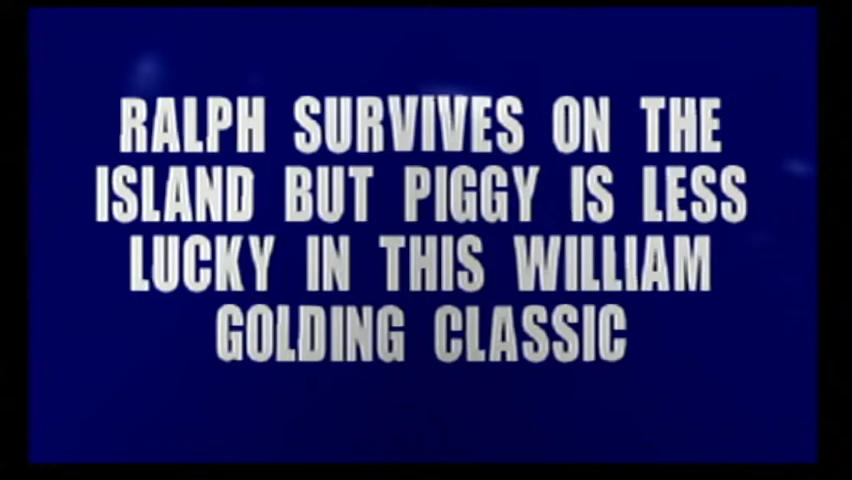 RALPH SURVIVES ON THE
ISLAND BUT PIGGY IS LESS
LUCKY IN THIS WILLIAM
GOLDING CLASSIC